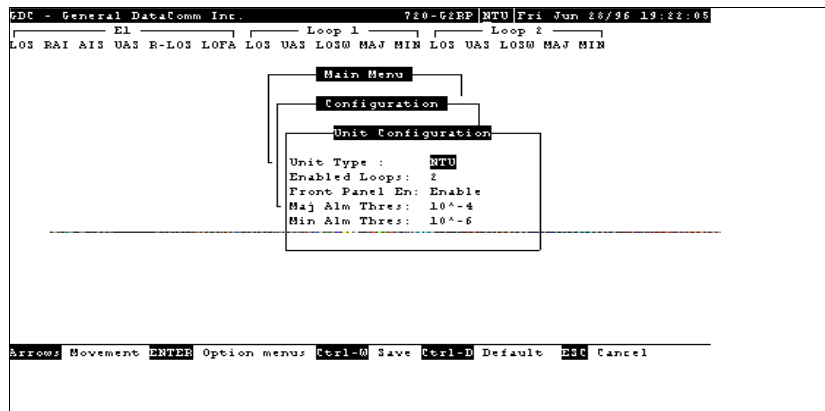 GDC - General DataComm Inc. 720-G2RP NTU Fri Jun 28/96 19:22:05
E1 Loop 1 Loop 2
LOS RAI AIS UAS R-LOS LOFA LOS UAS LOSW MAJ MIN LOS UAS LOSW MAJ MIN
Main Menu
Configuration
Unit Configuration
Unit Type : NTU
Enabled Loops: 2
Front Panel En: Enable
Maj Alm Thres: 10^-4
Min Alm Thres: 10^-6
Arrows Movement ENTER Option menus Ctrl-W Save Ctrl-D Default ESC Cancel